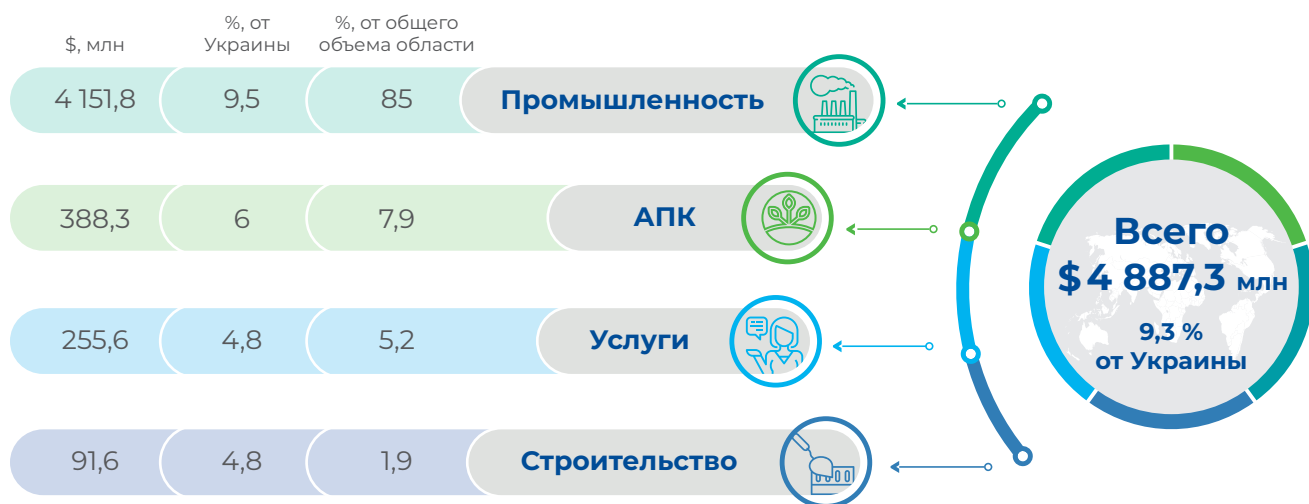 $, млн
%, от
Украины
%, от общего
объема области
4 151,8 9,5 85 Промышленность
388,3 6 7,9 АПК
255,6 4,8 5,2 Услуги
91,6 4,8 1,9 Строительство
Всего
$ 4 887,3 млн
9,3 %
от Украины